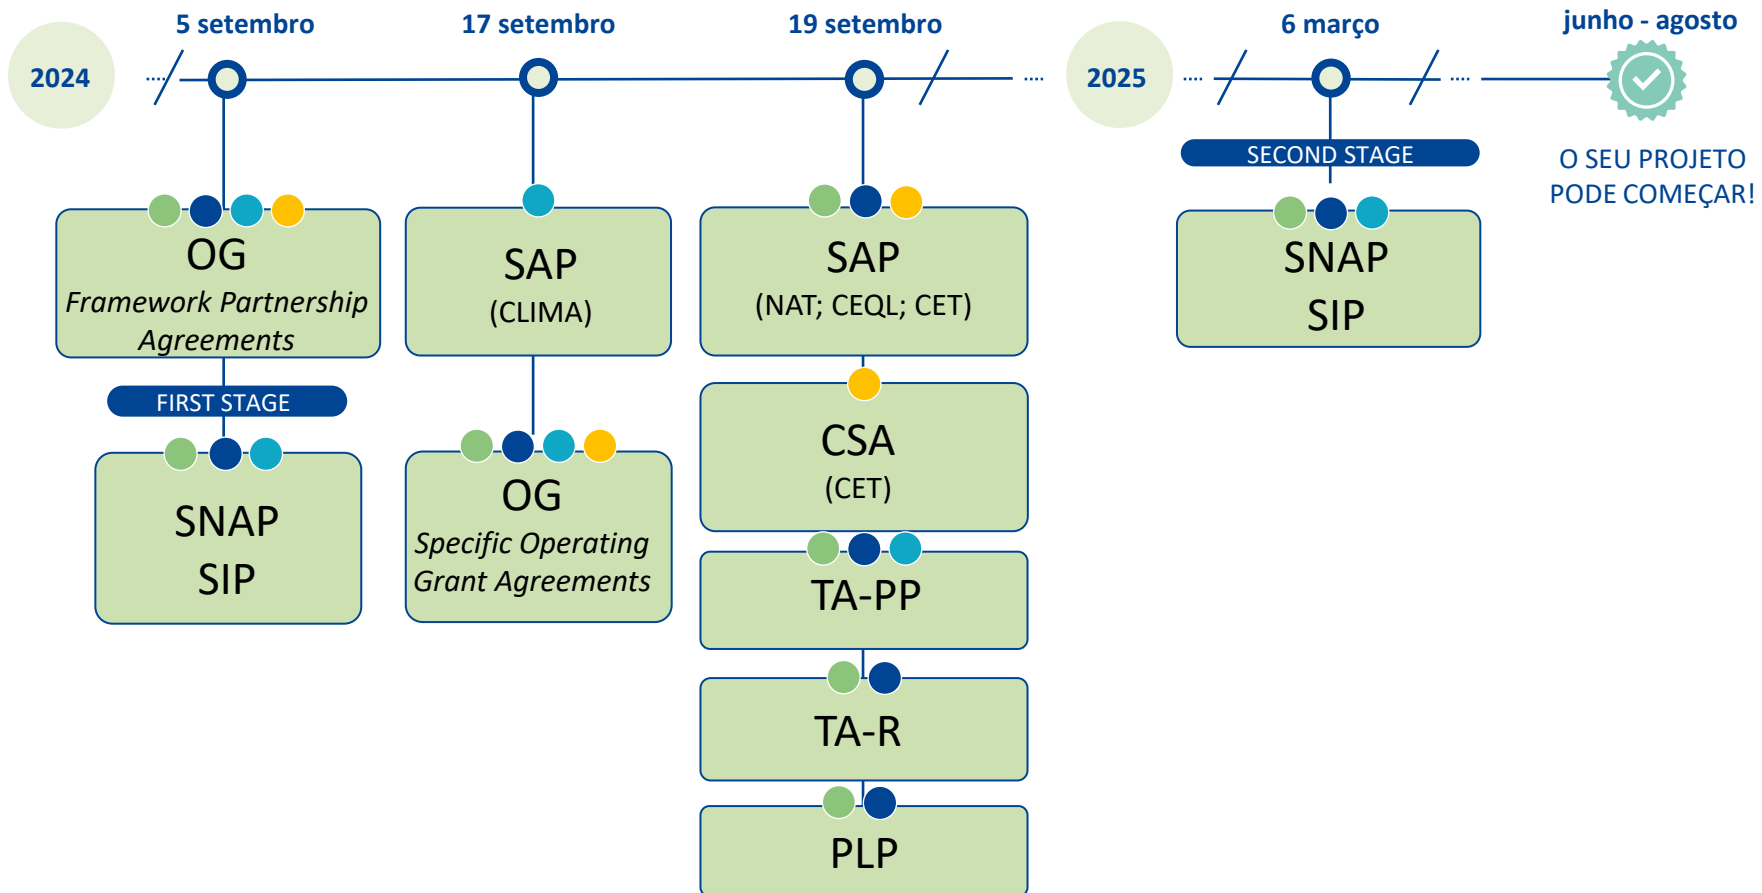 5 setembro
17 setembro
19 setembro
6 março
junho - agosto
2024
2025
SECOND STAGE
O SEU PROJETO
PODE COMEÇAR!
OG
Framework Partnership
Agreements
FIRST STAGE
SNAP
SIP
SAP
(CLIMA)
OG
Specific Operating
Grant Agreements
SAP
(NAT; CEQL; CET)
CSA
(CET)
TA-PP
TA-R
PLP
SNAP
SIP